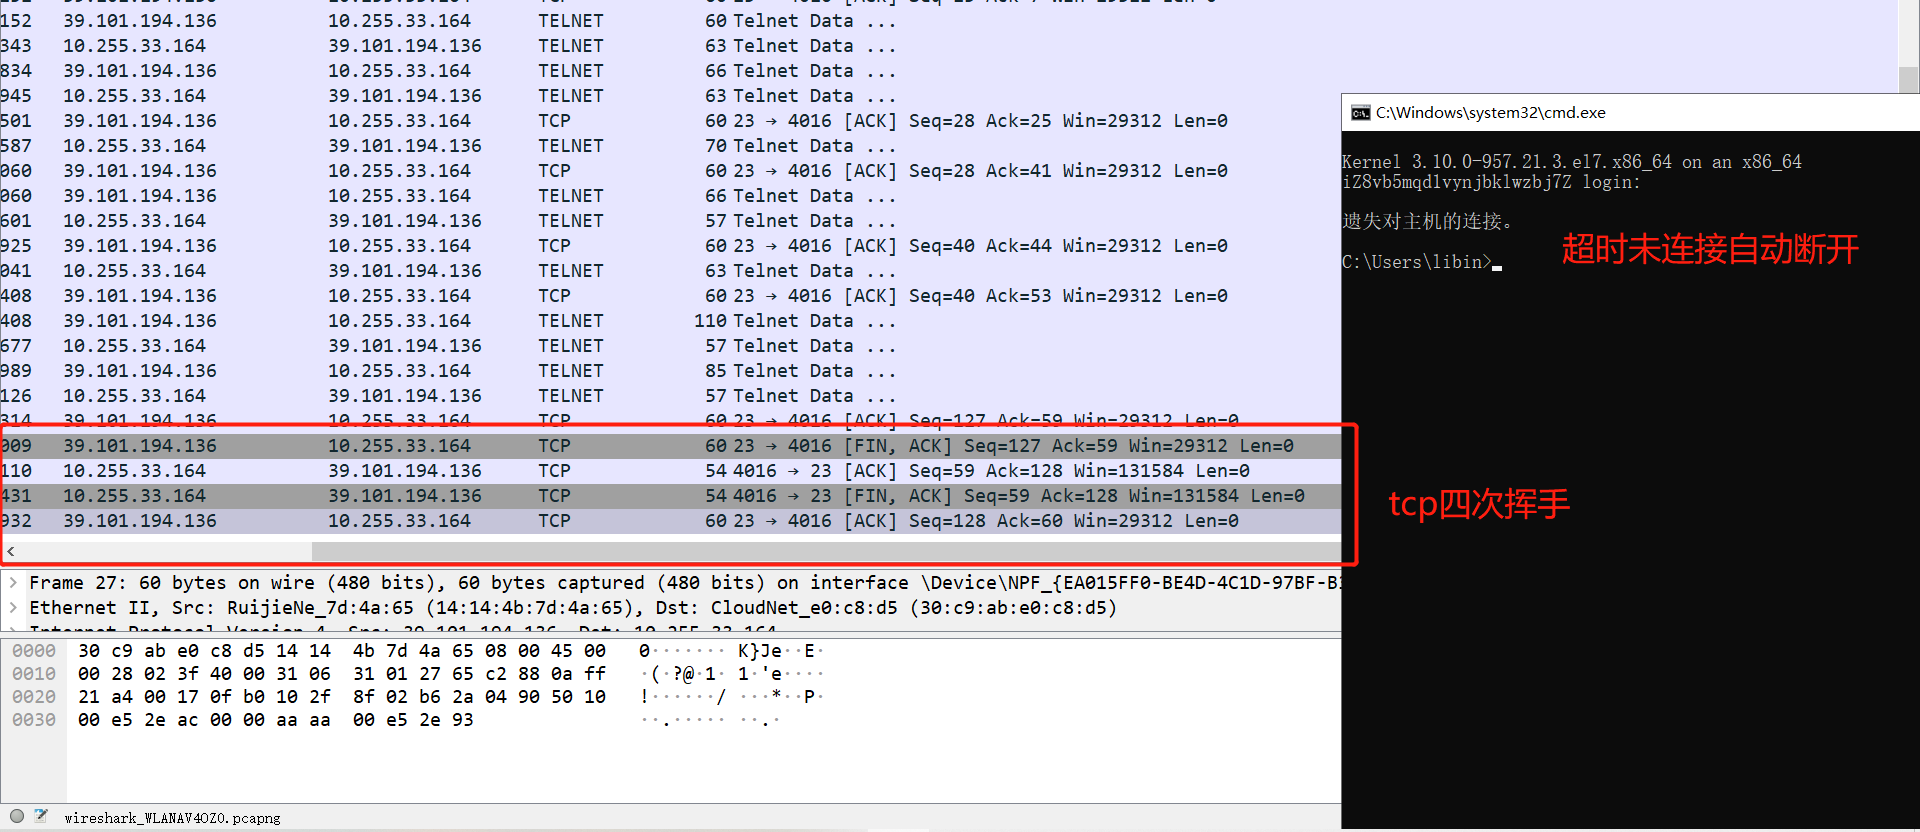 152 39.101.194.136 10.255.33.164 TELNET 60 Telnet Data ...
343 10.255.33.164 39.101.194.136 TELNET 63 Telnet Data ...
834 39.101.194.136 10.255.33.164 TELNET 66 Telnet Data ...
945 10.255.33.164 39.101.194.136 TELNET 63 Telnet Data ...
501 39.101.194.136 10.255.33.164 TCP 60 23 → 4016 [ACK] Seq=28 Ack=25 Win=29312 Len=0
587 10.255.33.164 39.101.194.136 TELNET 70 Telnet Data ...
060 39.101.194.136 10.255.33.164 TCP 60 23 → 4016 [ACK] Seq=28 Ack=41 Win=29312 Len=0
060 39.101.194.136 10.255.33.164 TELNET 66 Telnet Data ...
601 10.255.33.164 39.101.194.136 TELNET 57 Telnet Data ...
925 39.101.194.136 10.255.33.164 TCP 60 23 → 4016 [ACK] Seq=40 Ack=44 Win=29312 Len=0
041 10.255.33.164 39.101.194.136 TELNET 63 Telnet Data ...
408 39.101.194.136 10.255.33.164 TCP 60 23 → 4016 [ACK] Seq=40 Ack=53 Win=29312 Len=0
408 39.101.194.136 10.255.33.164 TELNET 110 Telnet Data ...
677 10.255.33.164 39.101.194.136 TELNET 57 Telnet Data ...
989 39.101.194.136 10.255.33.164 TELNET 85 Telnet Data ...
126 10.255.33.164 39.101.194.136 TELNET 57 Telnet Data ...
314 39.101.194.136 10.255.33.164 TCP 60 23 → 4016 [ACK] Seq=127 Ack=59 Win=29312 Len=0
009 39.101.194.136 10.255.33.164 TCP 60 23 → 4016 [FIN, ACK] Seq=127 Ack=59 Win=29312 Len=0
110 10.255.33.164 39.101.194.136 TCP 54 4016 → 23 [ACK] Seq=59 Ack=128 Win=131584 Len=0
431 10.255.33.164 39.101.194.136 TCP 54 4016 → 23 [FIN, ACK] Seq=59 Ack=128 Win=131584 Len=0
932 39.101.194.136 10.255.33.164 TCP 60 23 → 4016 [ACK] Seq=128 Ack=60 Win=29312 Len=0
Frame 27: 60 bytes on wire (480 bits), 60 bytes captured (480 bits) on interface \Device\NPF_{EA015FF0-BE4D-4C1D-97BF-B
Ethernet II, Src: RuijieNe_7d:4a:65 (14:14:4b:7d:4a:65), Dst: CloudNet_e0:c8:d5 (30:c9:ab:e0:c8:d5)
Internet Protocol Version 4, Src: 39.101.194.136, Dst: 10.255.33.164
0000 30 c9 ab e0 c8 d5 14 14 4b 7d 4a 65 08 00 45 00 0······· K}Je··E·
0010 00 28 02 3f 40 00 31 06 31 01 27 65 c2 88 0a ff ·(·?@·1· 1·'e····
0020 21 a4 00 17 0f b0 10 2f 8f 02 b6 2a 04 90 50 10 !······/ ···*··P·
0030 00 e5 2e ac 00 00 aa aa 00 e5 2e 93 ··.····· ··.·
wireshark_WLANAV4OZ0.pcapng
C:\Windows\system32\cmd.exe
Kernel 3.10.0-957.21.3.el7.x86_64 on an x86_64
iZ8vb5mqdlvynjbklwzbj7Z login:
遗失对主机的连接。
C:\Users\libin>
超时未连接自动断开
tcp四次挥手